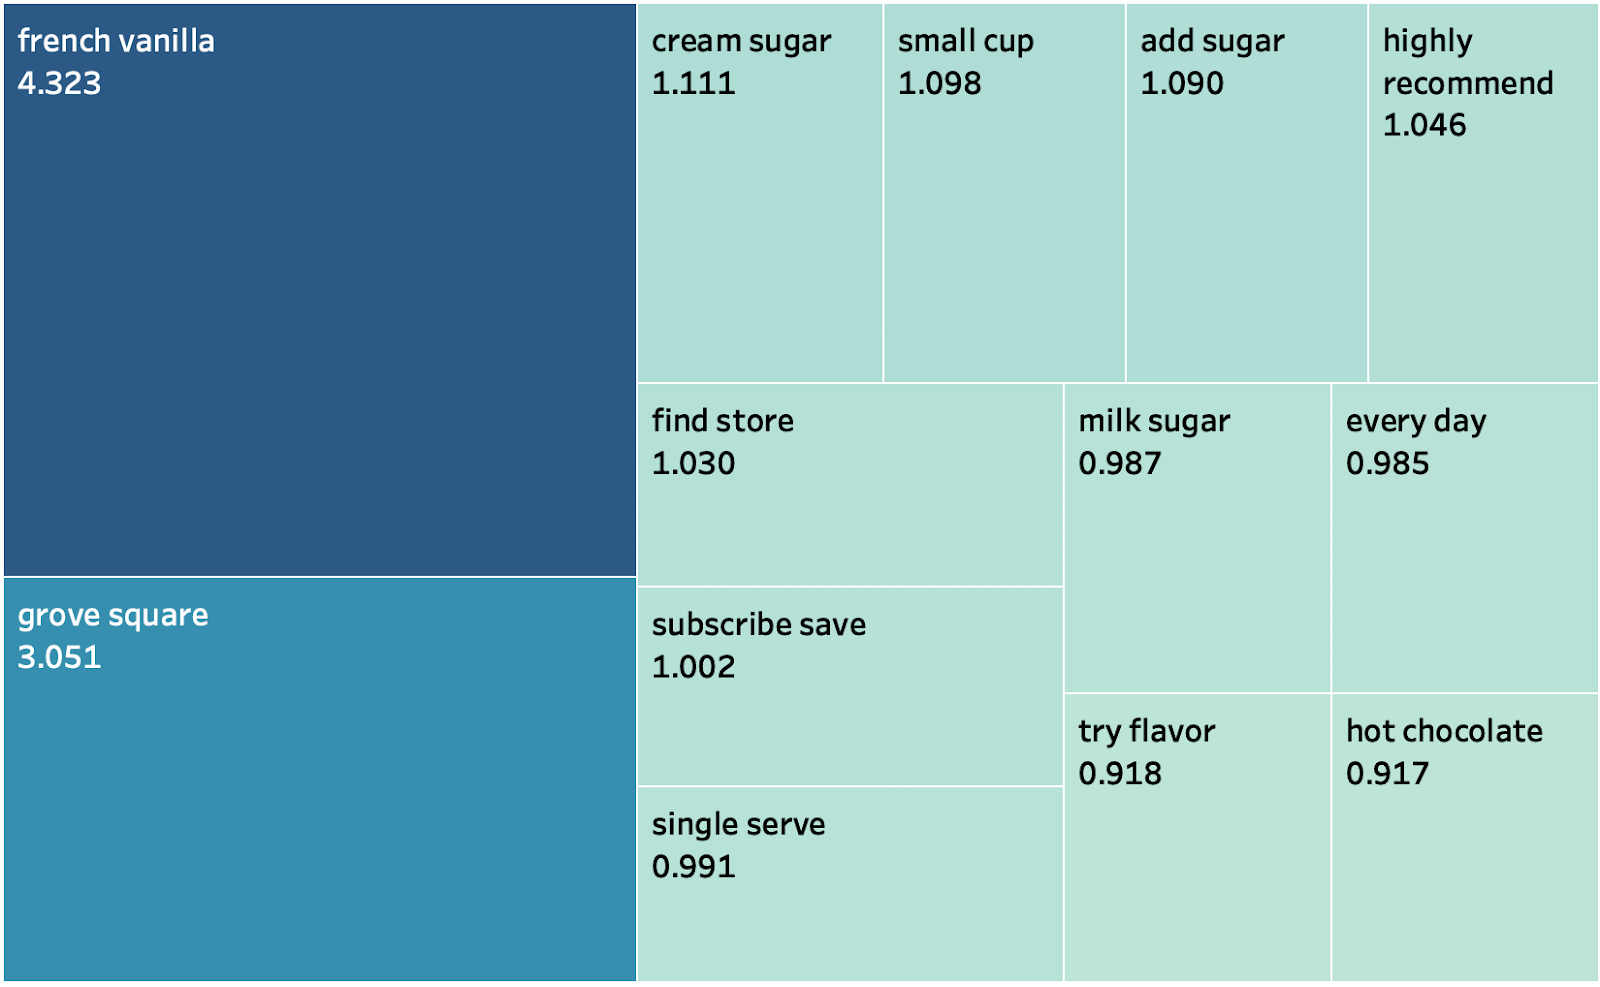 french vanilla
4.323
grove square
3.051
cream sugar
1.111
small cup
1.098
add sugar
1.090
highly
recommend
1.046
find store
1.030
subscribe save
1.002
single serve
0.991
milk sugar
0.987
every day
0.985
try flavor
0.918
hot chocolate
0.917